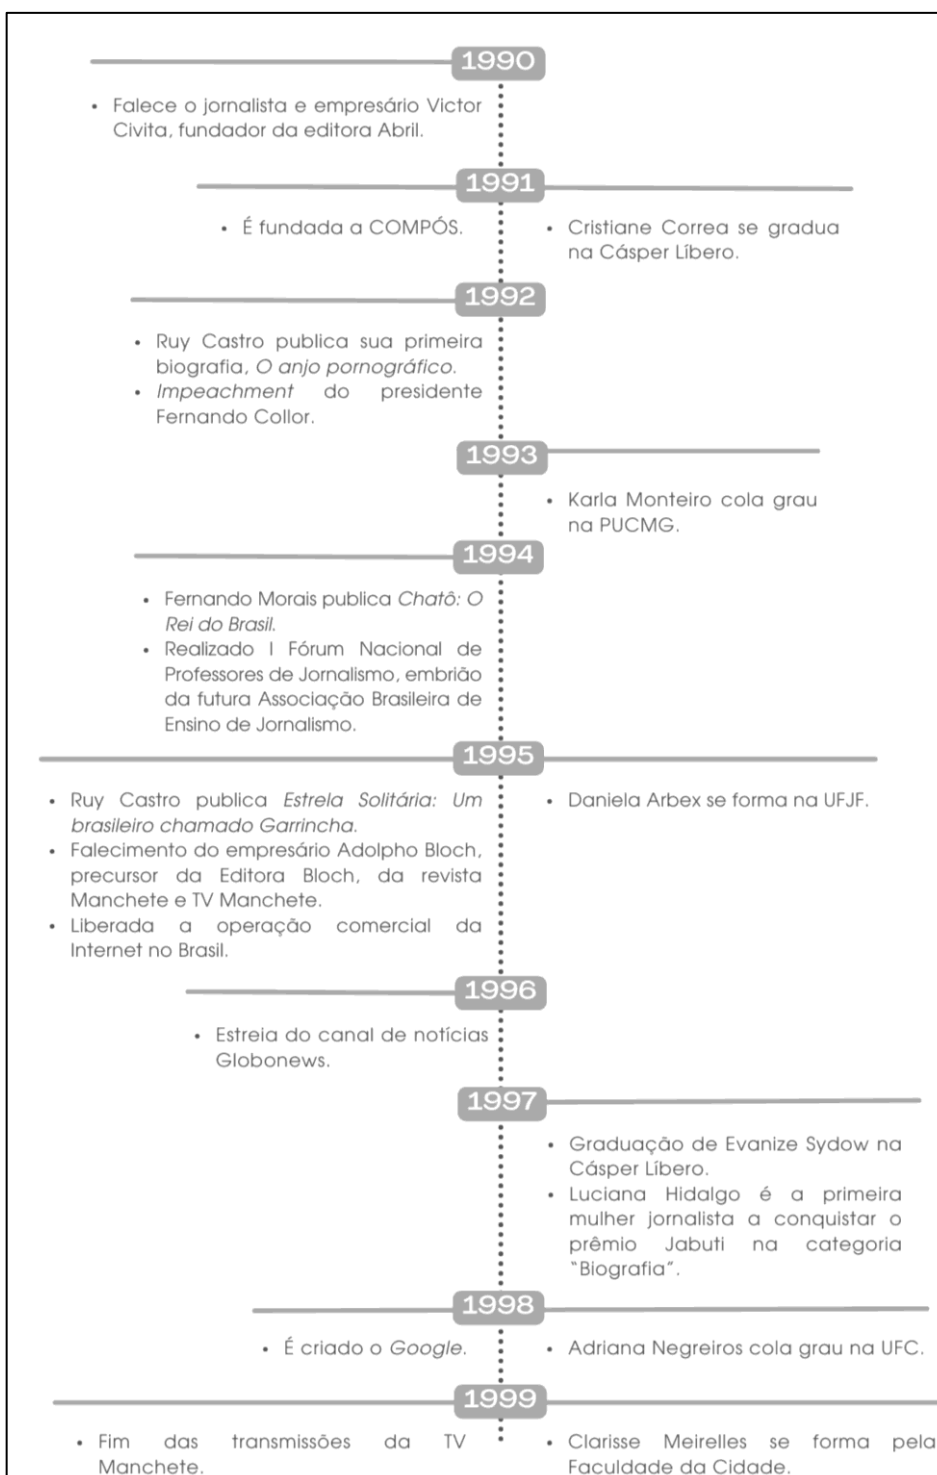 1990
• Falece o jornalista e empresário Victor
Civita, fundador da editora Abril.
1991
• É fundada a COMPÓS.
• Cristiane Correa se gradua
na Cásper Líbero.
1992
• Ruy Castro publica sua primeira
biografia, O anjo pornográfico.
• Impeachment do presidente
Fernando Collor.
1993
• Karla Monteiro cola grau
na PUCMG.
1994
• Fernando Morais publica Chatô: O
Rei do Brasil.
• Realizado I Fórum Nacional de
Professores de Jornalismo, embrião
da futura Associação Brasileira de
Ensino de Jornalismo.
1995
• Ruy Castro publica Estrela Solitária: Um
brasileiro chamado Garrincha.
• Falecimento do empresário Adolpho Bloch,
precursor da Editora Bloch, da revista
Manchete e TV Manchete.
• Liberada a operação comercial da
Internet no Brasil.
• Daniela Arbex se forma na UFJF.
1996
• Estreia do canal de notícias
Globonews.
1997
• Graduação de Evanize Sydow na
Cásper Líbero.
• Luciana Hidalgo é a primeira
mulher jornalista a conquistar o
prêmio Jabuti na categoria
"Biografia".
1998
• É criado o Google.
• Adriana Negreiros cola grau na UFC.
1999
• Fim das transmissões da TV
Manchete.
• Clarisse Meirelles se forma pela
Faculdade da Cidade.